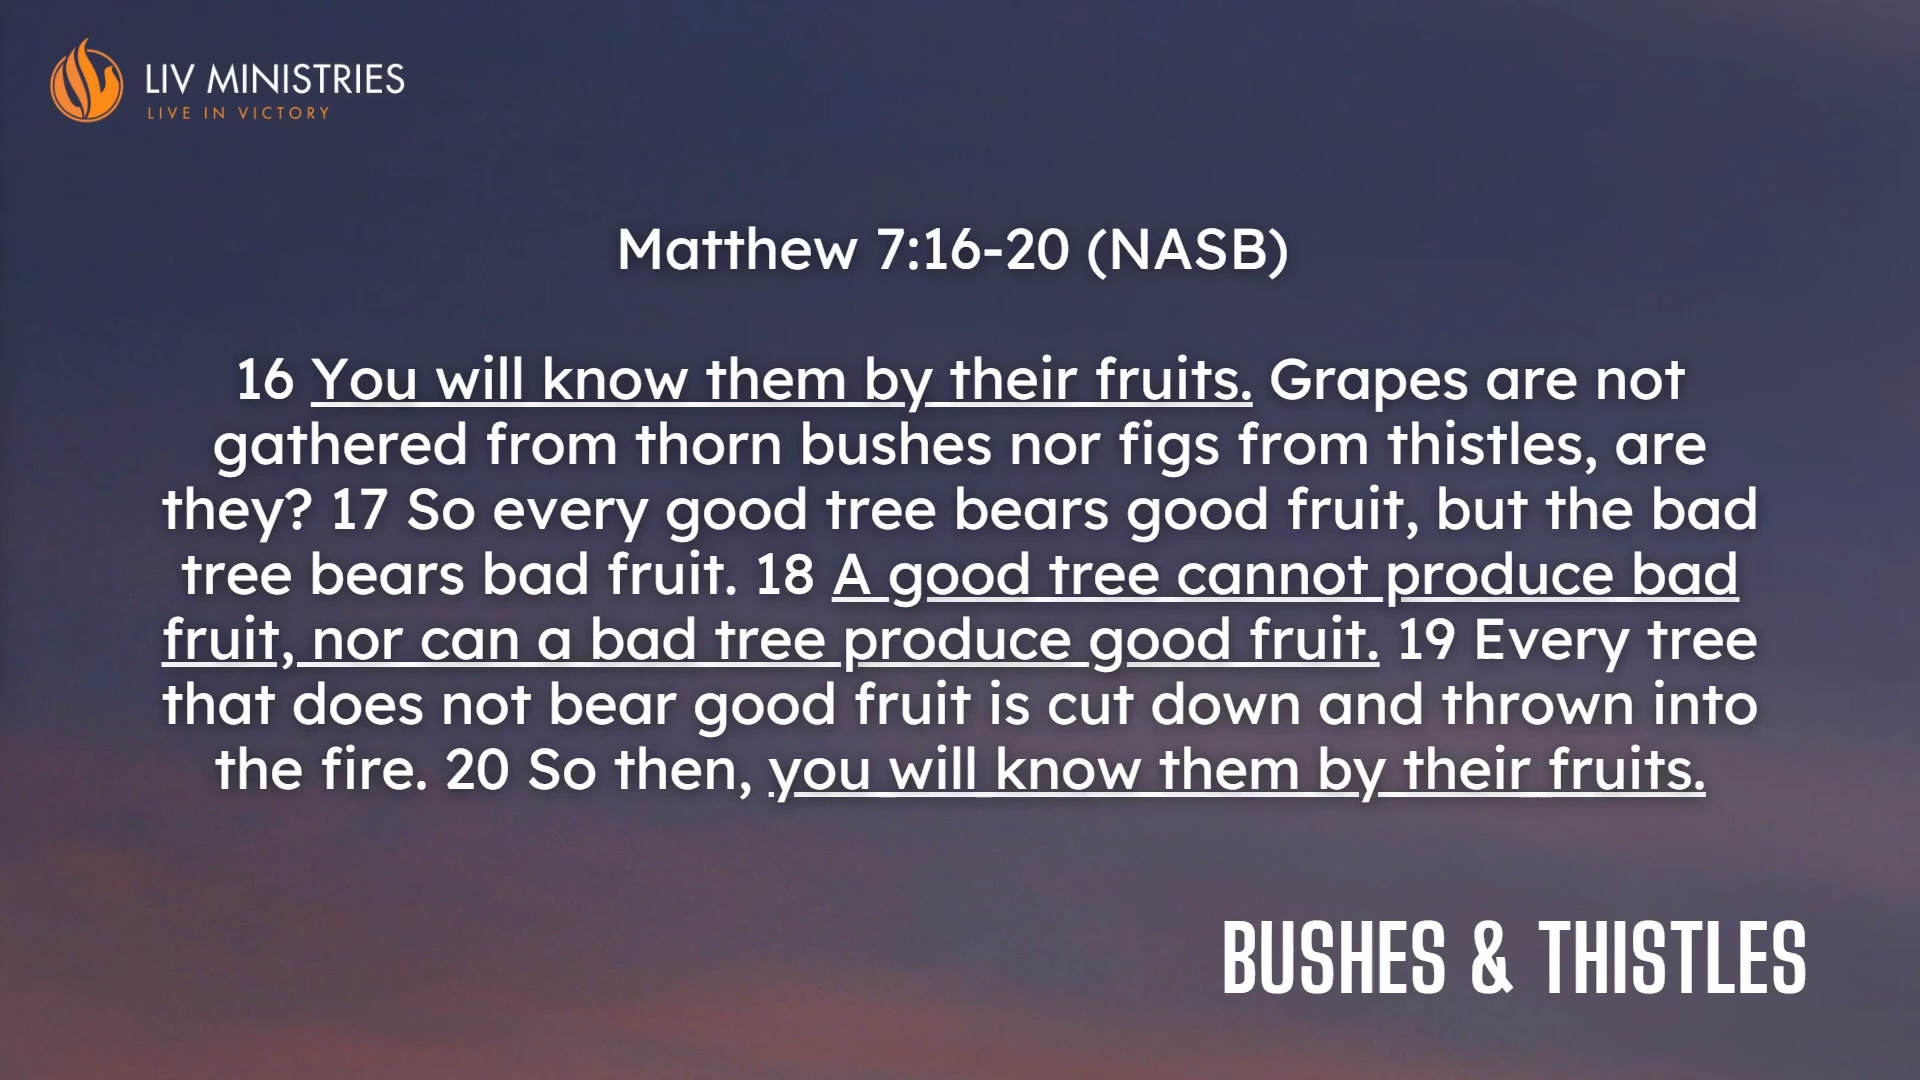 LIV MINISTRIES
LIVE IN VICTORY
Matthew 7:16-20 (NASB)
16 You will know them by their fruits. Grapes are not
gathered from thorn bushes nor figs from thistles, are
they? 17 So every good tree bears good fruit, but the bad
tree bears bad fruit. 18 A good tree cannot produce bad
fruit, nor can a bad tree produce good fruit. 19 Every tree
that does not bear good fruit is cut down and thrown into
the fire. 20 So then, you will know them by their fruits.
BUSHES & THISTLES